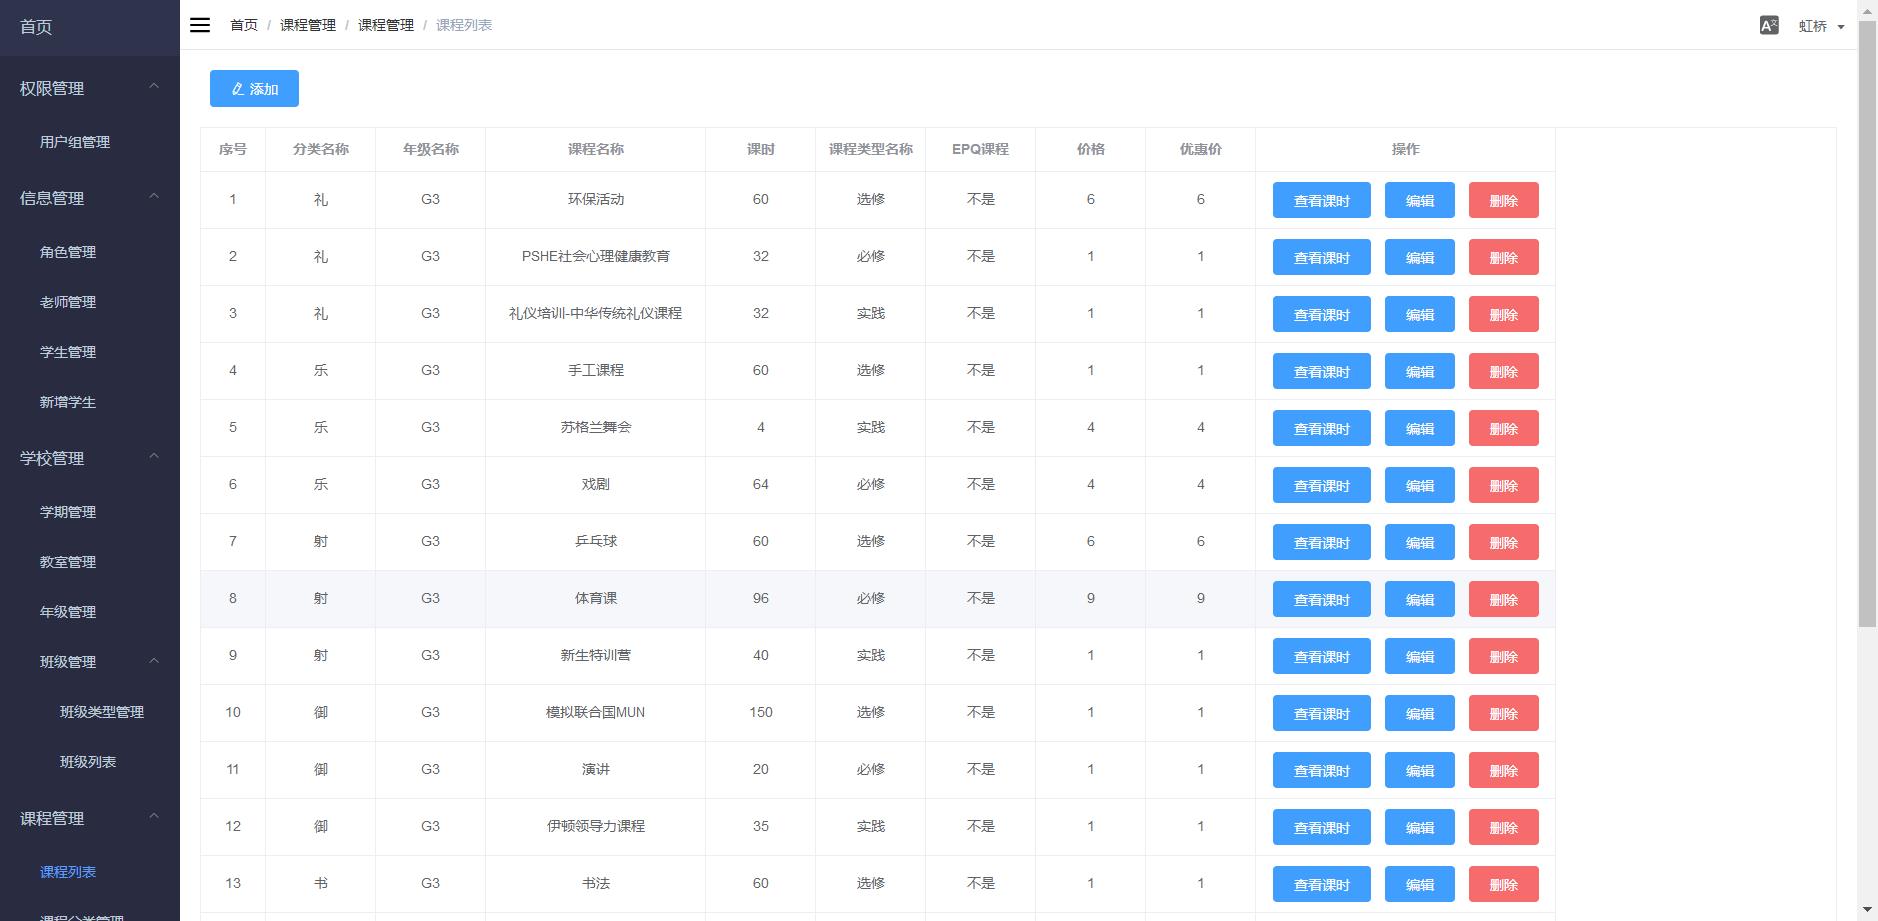 首页
权限管理
用户组管理
信息管理
角色管理
老师管理
学生管理
新增学生
学校管理
学期管理
教室管理
年级管理
班级管理
班级类型管理
班级列表
课程管理
课程列表
课程分类管理
首页 / 课程管理 / 课程管理 / 课程列表
虹桥
添加
序号 分类名称 年级名称 课程名称 课时 课程类型名称 EPQ课程 价格 优惠价 操作
1 礼 G3 环保活动 60 选修 不是 6 6 查看课时 编辑 删除
2 礼 G3 PSHE社会心理健康教育 32 必修 不是 1 1 查看课时 编辑 删除
3 礼 G3 礼仪培训-中华传统礼仪课程 32 实践 不是 1 1 查看课时 编辑 删除
4 乐 G3 手工课程 60 选修 不是 1 1 查看课时 编辑 删除
5 乐 G3 苏格兰舞会 4 实践 不是 4 4 查看课时 编辑 删除
6 乐 G3 戏剧 64 必修 不是 4 4 查看课时 编辑 删除
7 射 G3 乒乓球 60 选修 不是 6 6 查看课时 编辑 删除
8 射 G3 体育课 96 必修 不是 9 9 查看课时 编辑 删除
9 射 G3 新生特训营 40 实践 不是 1 1 查看课时 编辑 删除
10 御 G3 模拟联合国MUN 150 选修 不是 1 1 查看课时 编辑 删除
11 御 G3 演讲 20 必修 不是 1 1 查看课时 编辑 删除
12 御 G3 伊顿领导力课程 35 实践 不是 1 1 查看课时 编辑 删除
13 书 G3 书法 60 选修 不是 1 1 查看课时 编辑 删除